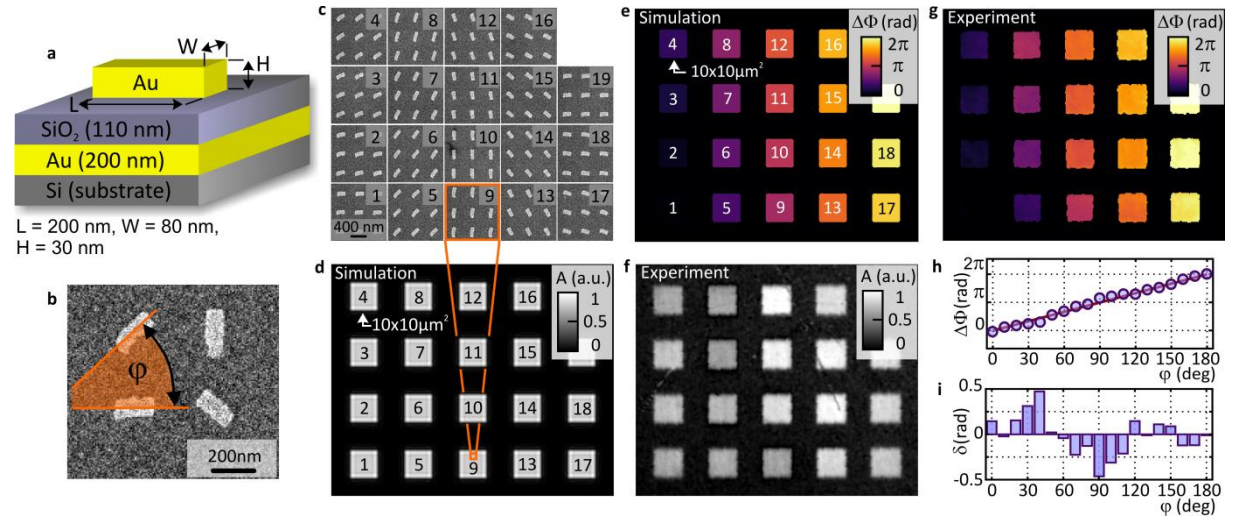 a
W
H
Au
L
SiO₂ (110 nm)
Au (200 nm)
Si (substrate)
L = 200 nm, W = 80 nm,
H = 30 nm
b
φ
200nm
c
4 8 12 16
3 7 11 15 19
2 6 10 14 18
1 5 9 13 17
400 nm
d Simulation
A (a.u.)
1
0.5
0
4 8 12 16
10x10μm²
3 7 11 15
2 6 10 14 18
1 5 9 13 17
e Simulation
ΔΦ (rad)
2π
π
0
4 8 12 16
10x10μm²
3 7 11 15
2 6 10 14 18
1 5 9 13 17
f Experiment
A (a.u.)
1
0.5
0
g Experiment
ΔΦ (rad)
2π
π
0
h
ΔΦ (rad)
2π
π
0
0 30 60 90 120 150 180
φ (deg)
i
δ(rad)
0.5
0
-0.5
0 30 60 90 120 150 180
φ (deg)